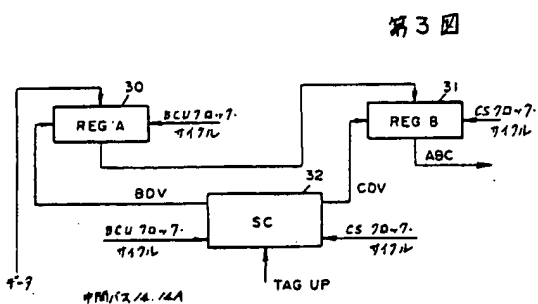 第3図
30
REG A
BCUクロック・
サイクル
31
REG B
CSクロック・
サイクル
ABC
BDV
32
CDV
SC
BCUクロック・
サイクル
CSクロック・
サイクル
TAG UP
データ
中間バス14.14A